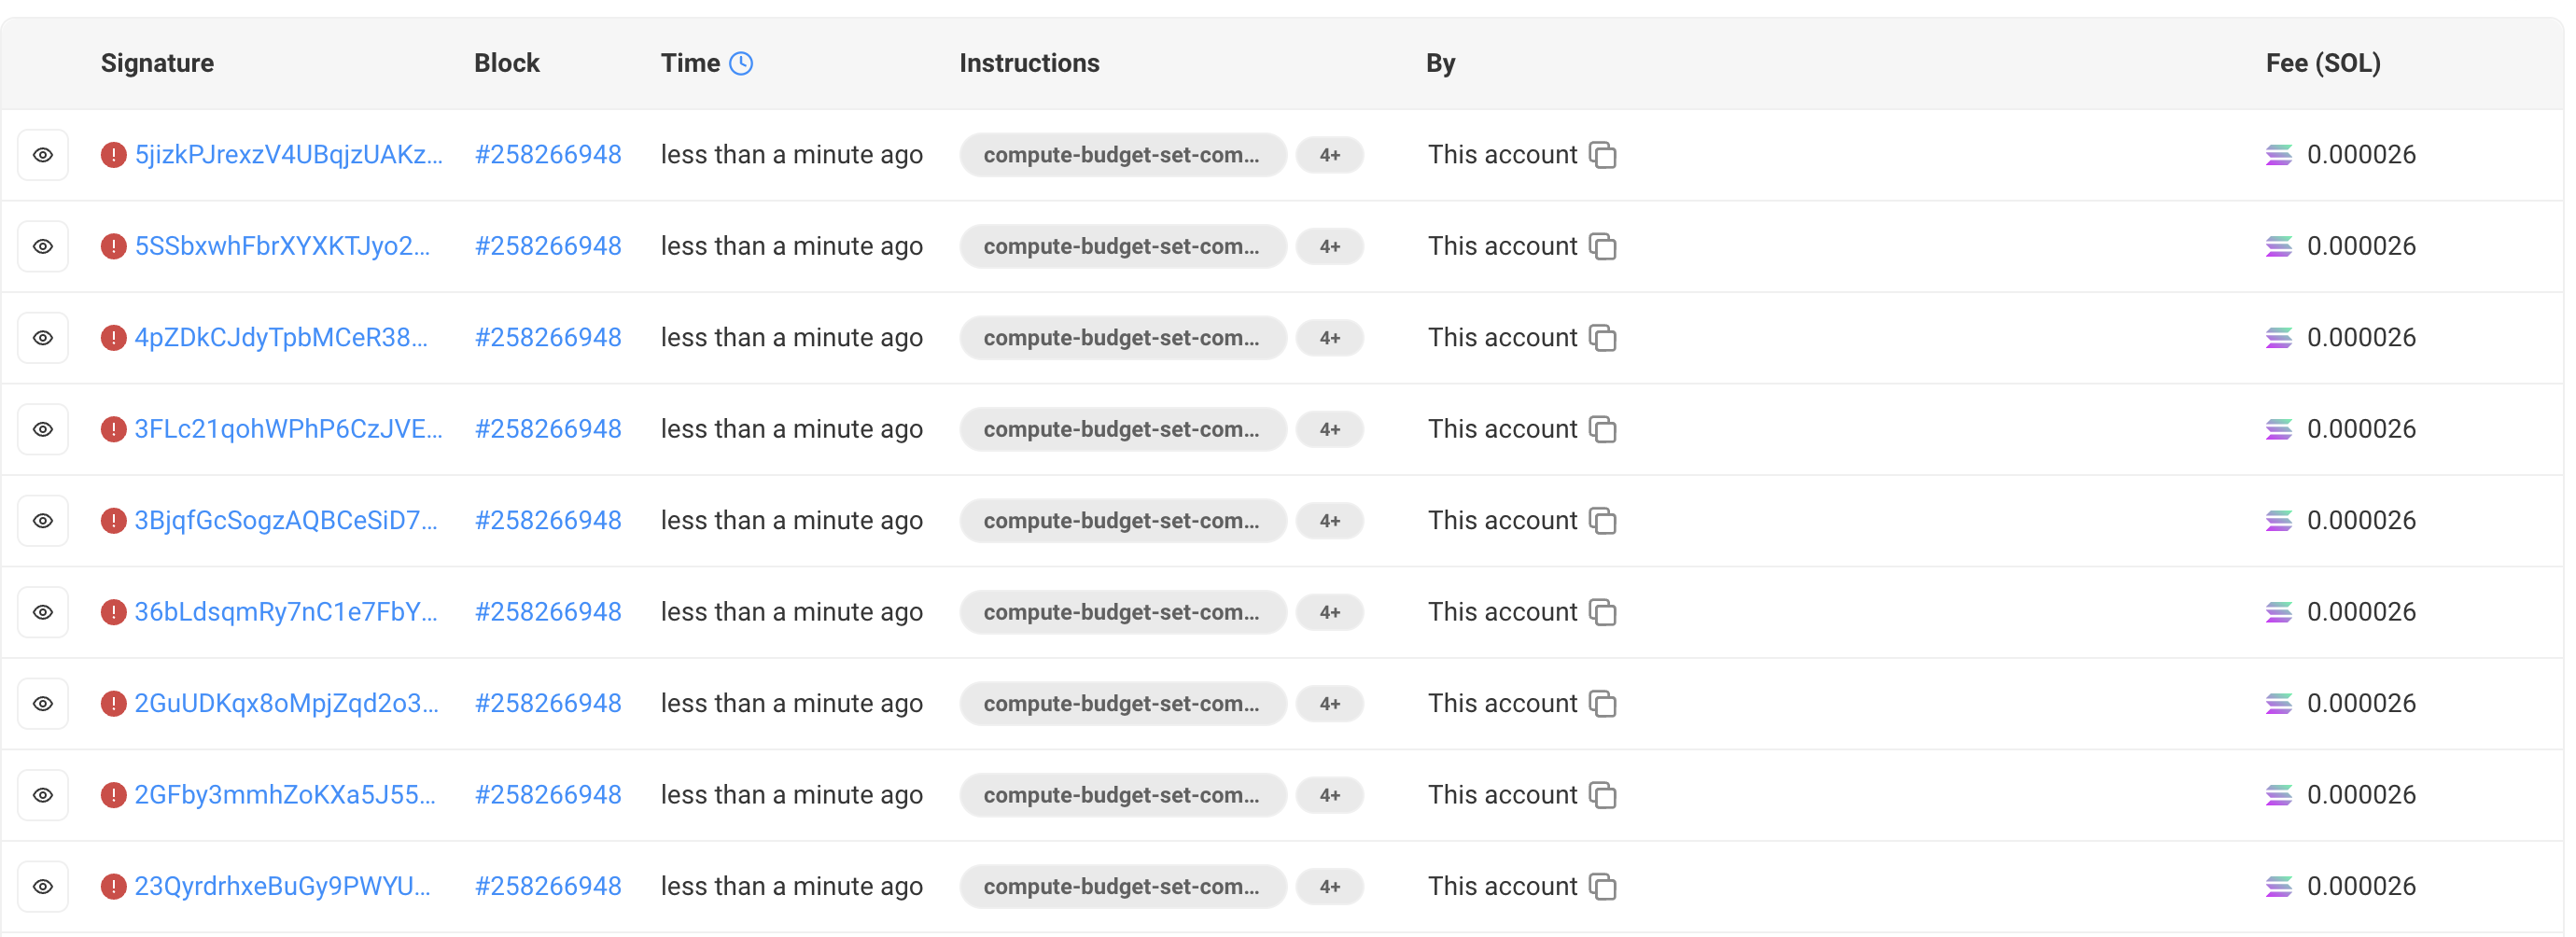 Signature Block Time Instructions By Fee (SOL)
5jizkPJrexzV4UBqjzUAKz... #258266948 less than a minute ago compute-budget-set-com... 4+ This account 0.000026
5SSbxwhFbrXYXKTJyo2... #258266948 less than a minute ago compute-budget-set-com... 4+ This account 0.000026
4pZDkCJdyTpbMCeR38... #258266948 less than a minute ago compute-budget-set-com... 4+ This account 0.000026
3FLc21qohWPhP6CzJVE... #258266948 less than a minute ago compute-budget-set-com... 4+ This account 0.000026
3BjqfGcSogzAQBCeSiD7... #258266948 less than a minute ago compute-budget-set-com... 4+ This account 0.000026
36bLdsqmRy7nC1e7FbY... #258266948 less than a minute ago compute-budget-set-com... 4+ This account 0.000026
2GuUDKqx8oMpjZqd2o3... #258266948 less than a minute ago compute-budget-set-com... 4+ This account 0.000026
2GFby3mmhZoKXa5J55... #258266948 less than a minute ago compute-budget-set-com... 4+ This account 0.000026
23QyrdrhxeBuGy9PWYU... #258266948 less than a minute ago compute-budget-set-com... 4+ This account 0.000026